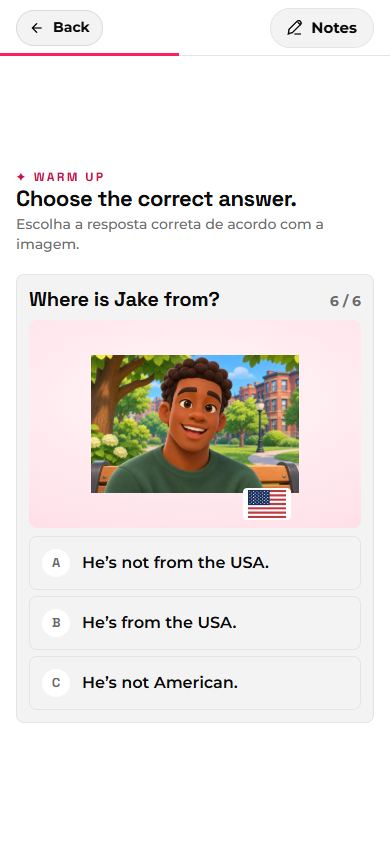 Back
Notes
WARM UP
Choose the correct answer.
Escolha a resposta correta de acordo com a
imagem.
Where is Jake from?
6 / 6
A
He's not from the USA.
B
He's from the USA.
C
He's not American.